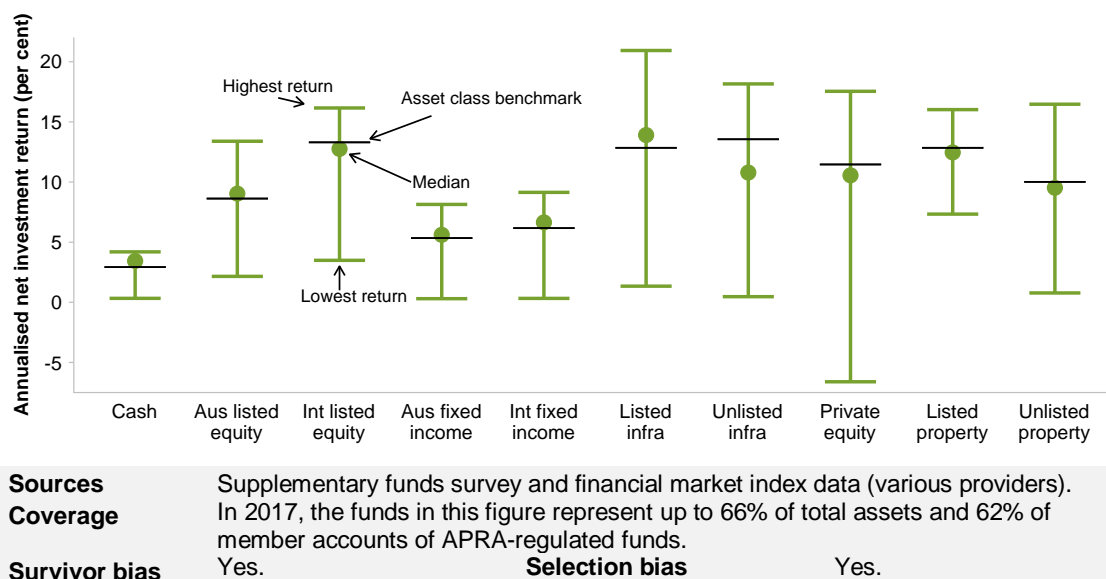 Annualised net investment return (per cent)
20
15
10
5
0
-5
Highest return
Asset class benchmark
Median
Lowest return
Cash
Aus listed
equity
Int listed
equity
Aus fixed
income
Int fixed
income
Listed
infra
Unlisted
infra
Private
equity
Listed
property
Unlisted
property
Sources Supplementary funds survey and financial market index data (various providers).
Coverage In 2017, the funds in this figure represent up to 66% of total assets and 62% of
member accounts of APRA-regulated funds.
Survivor bias Yes. Selection bias Yes.